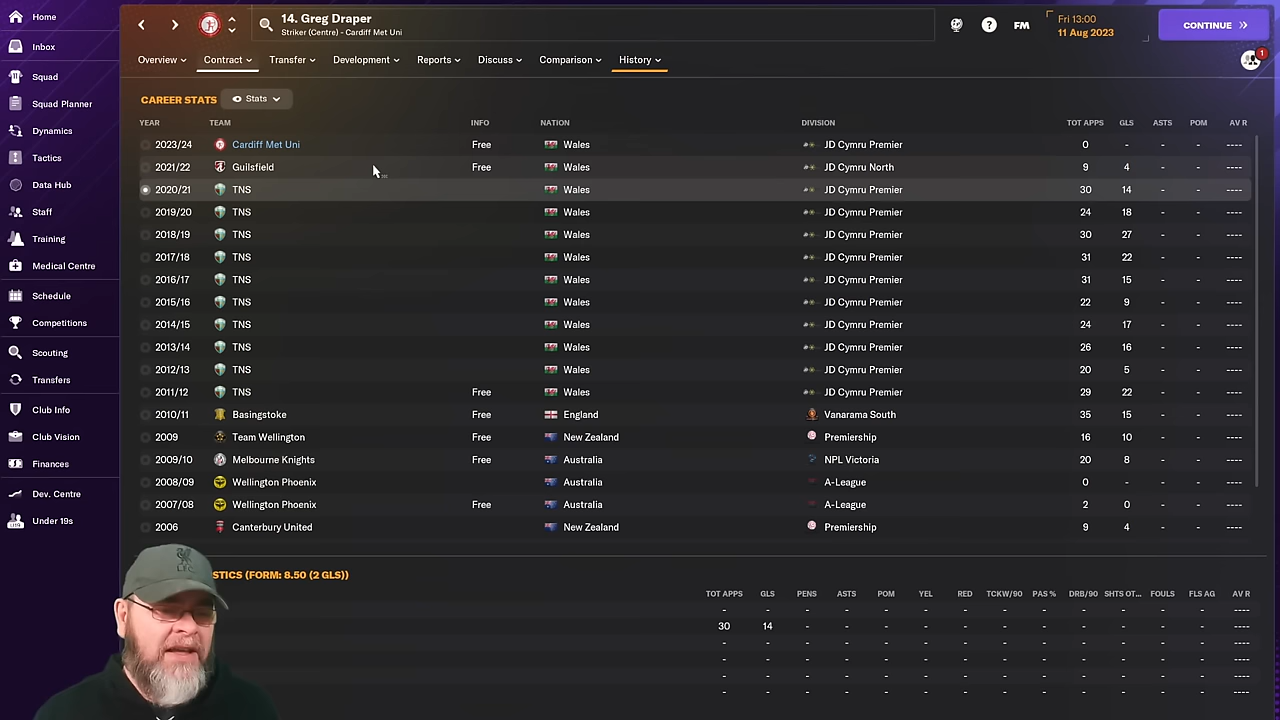 Home
14. Greg Draper
Striker (Centre) - Cardiff Met Uni
FM
Fri 13:00
11 Aug 2023
CONTINUE
Inbox
Overview
Contract
Transfer
Development
Reports
Discuss
Comparison
History
1
Squad
Squad Planner
Dynamics
Tactics
Data Hub
Staff
Training
Medical Centre
Schedule
Competitions
Scouting
Transfers
Club Info
Club Vision
Finances
Dev. Centre
Under 19s
CAREER STATS Stats
YEAR TEAM INFO NATION DIVISION TOT APPS GLS ASTS POM AV R
2023/24 Cardiff Met Uni Free Wales JD Cymru Premier 0 - - - ----
2021/22 Guilsfield Free Wales JD Cymru North 9 4 - - ----
2020/21 TNS Wales JD Cymru Premier 30 14 - - ----
2019/20 TNS Wales JD Cymru Premier 24 18 - - ----
2018/19 TNS Wales JD Cymru Premier 30 27 - - ----
2017/18 TNS Wales JD Cymru Premier 31 22 - - ----
2016/17 TNS Wales JD Cymru Premier 31 15 - - ----
2015/16 TNS Wales JD Cymru Premier 22 9 - - ----
2014/15 TNS Wales JD Cymru Premier 24 17 - - ----
2013/14 TNS Wales JD Cymru Premier 26 16 - - ----
2012/13 TNS Wales JD Cymru Premier 20 5 - - ----
2011/12 TNS Free Wales JD Cymru Premier 29 22 - - ----
2010/11 Basingstoke Free England Vanarama South 35 15 - - ----
2009 Team Wellington Free New Zealand Premiership 16 10 - - ----
2009/10 Melbourne Knights Free Australia NPL Victoria 20 8 - - ----
2008/09 Wellington Phoenix Australia A-League 0 - - - ----
2007/08 Wellington Phoenix Free Australia A-League 2 0 - - ----
2006 Canterbury United New Zealand Premiership 9 4 - - ----
STICS (FORM: 8.50 (2 GLS))
TOT APPS GLS PENS ASTS POM YEL RED TCKW/90 PAS % DRB/90 SHTS OT... FOULS FLS AG AV R
- - - - - - - - - - - - - ----
30 14 - - - - - - - - - - - ----
- - - - - - - - - - - - - ----
- - - - - - - - - - - - - ----
- - - - - - - - - - - - - ----
- - - - - - - - - - - - - ----